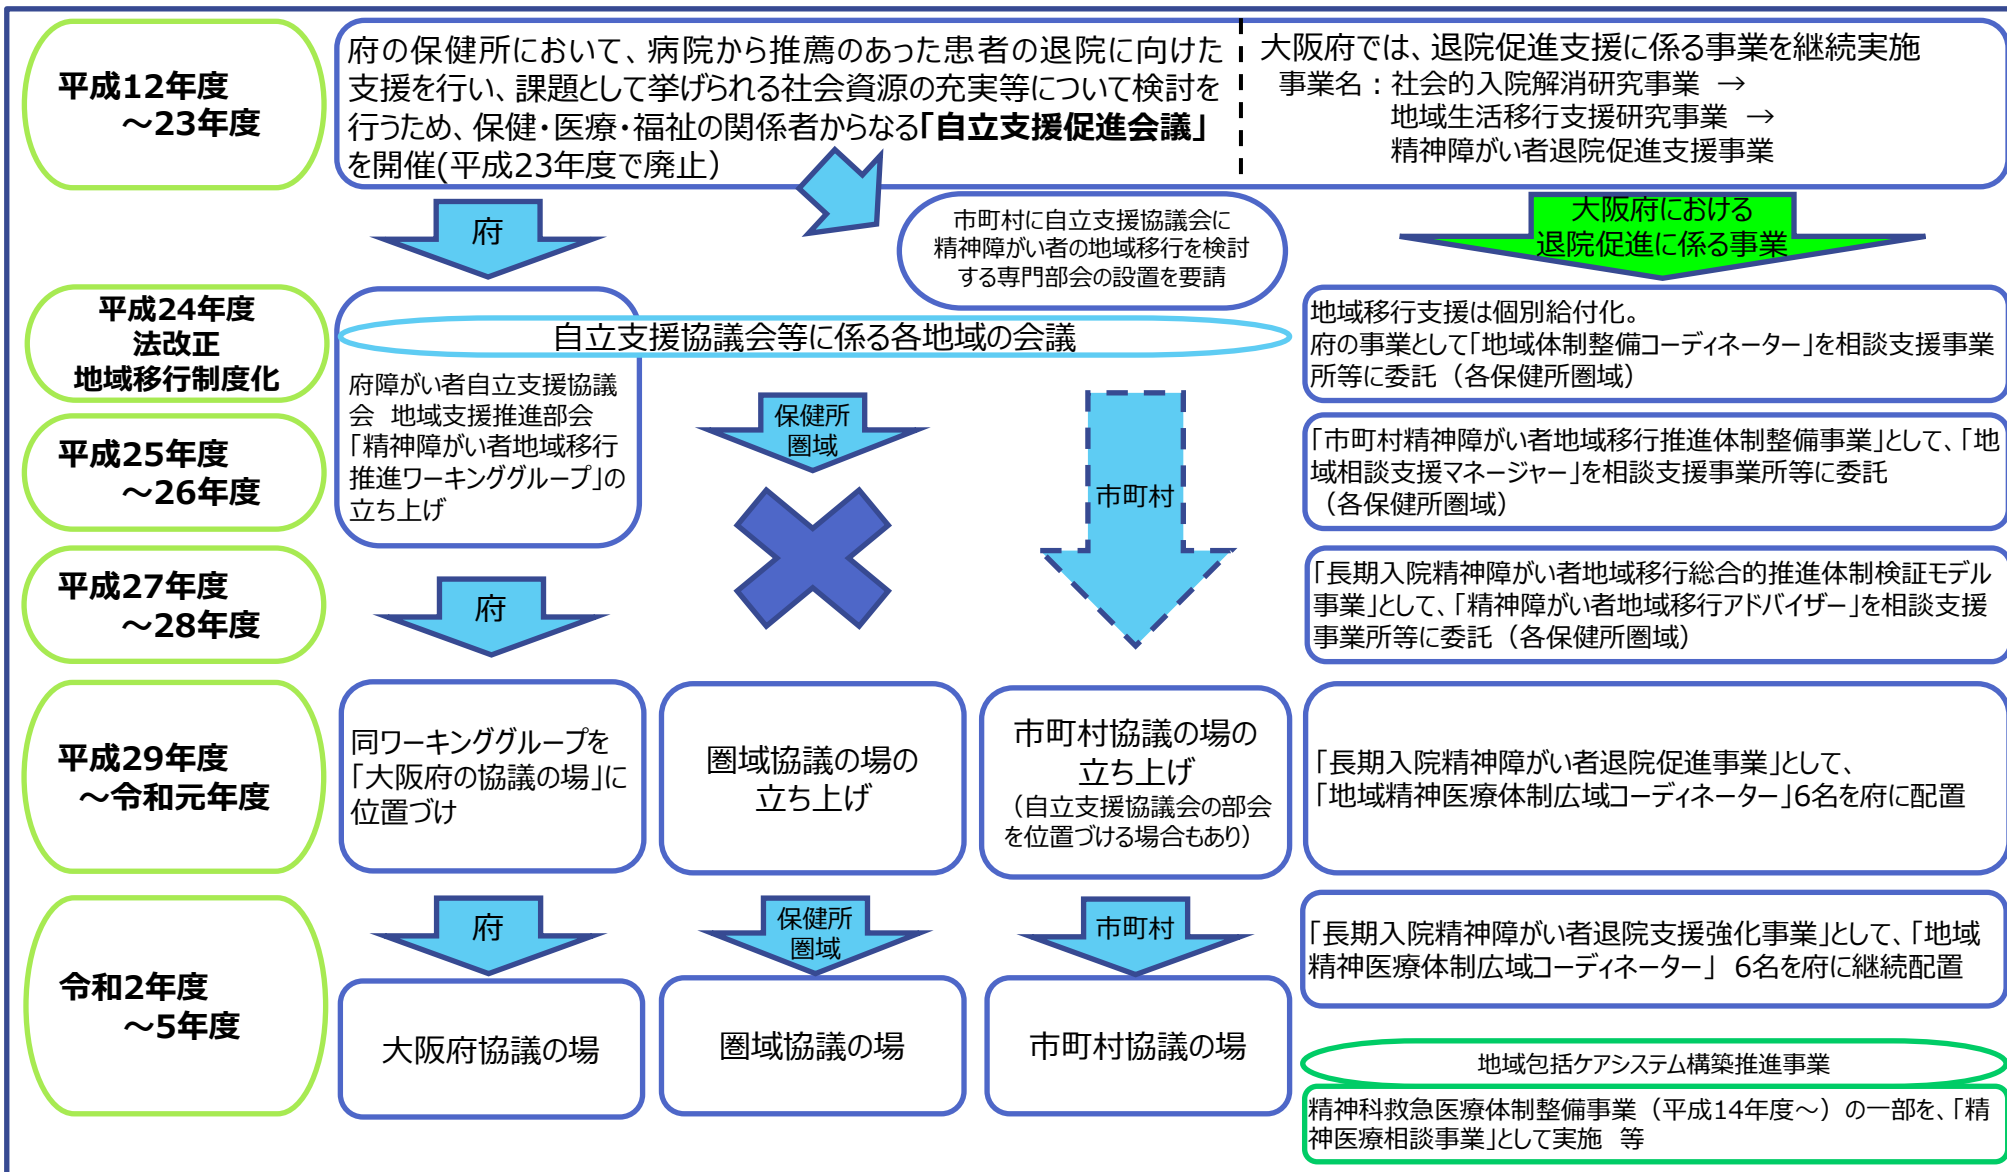 平成12年度
～23年度
府の保健所において、病院から推薦のあった患者の退院に向けた
支援を行い、課題として挙げられる社会資源の充実等について検討を
行うため、保健・医療・福祉の関係者からなる「自立支援促進会議」
を開催(平成23年度で廃止)
大阪府では、退院促進支援に係る事業を継続実施
事業名：社会的入院解消研究事業 →
地域生活移行支援研究事業 →
精神障がい者退院促進支援事業
府
市町村に自立支援協議会に
精神障がい者の地域移行を検討
する専門部会の設置を要請
大阪府における
退院促進に係る事業
平成24年度
法改正
地域移行制度化
自立支援協議会等に係る各地域の会議
府障がい者自立支援協議
会 地域支援推進部会
「精神障がい者地域移行
推進ワーキンググループ」の
立ち上げ
保健所
圏域
市町村
地域移行支援は個別給付化。
府の事業として「地域体制整備コーディネーター」を相談支援事業
所等に委託（各保健所圏域）
平成25年度
～26年度
「市町村精神障がい者地域移行推進体制整備事業」として、「地
域相談支援マネージャー」を相談支援事業所等に委託
（各保健所圏域）
平成27年度
～28年度
府
「長期入院精神障がい者地域移行総合的推進体制検証モデル
事業」として、「精神障がい者地域移行アドバイザー」を相談支援
事業所等に委託（各保健所圏域）
平成29年度
～令和元年度
同ワーキンググループを
「大阪府の協議の場」に
位置づけ
圏域協議の場の
立ち上げ
市町村協議の場の
立ち上げ
（自立支援協議会の部会
を位置づける場合もあり）
「長期入院精神障がい者退院促進事業」として、
「地域精神医療体制広域コーディネーター」6名を府に配置
令和2年度
～5年度
府
保健所
圏域
市町村
「長期入院精神障がい者退院支援強化事業」として、「地域
精神医療体制広域コーディネーター」 6名を府に継続配置
大阪府協議の場
圏域協議の場
市町村協議の場
地域包括ケアシステム構築推進事業
精神科救急医療体制整備事業（平成14年度～）の一部を、「精
神医療相談事業」として実施 等